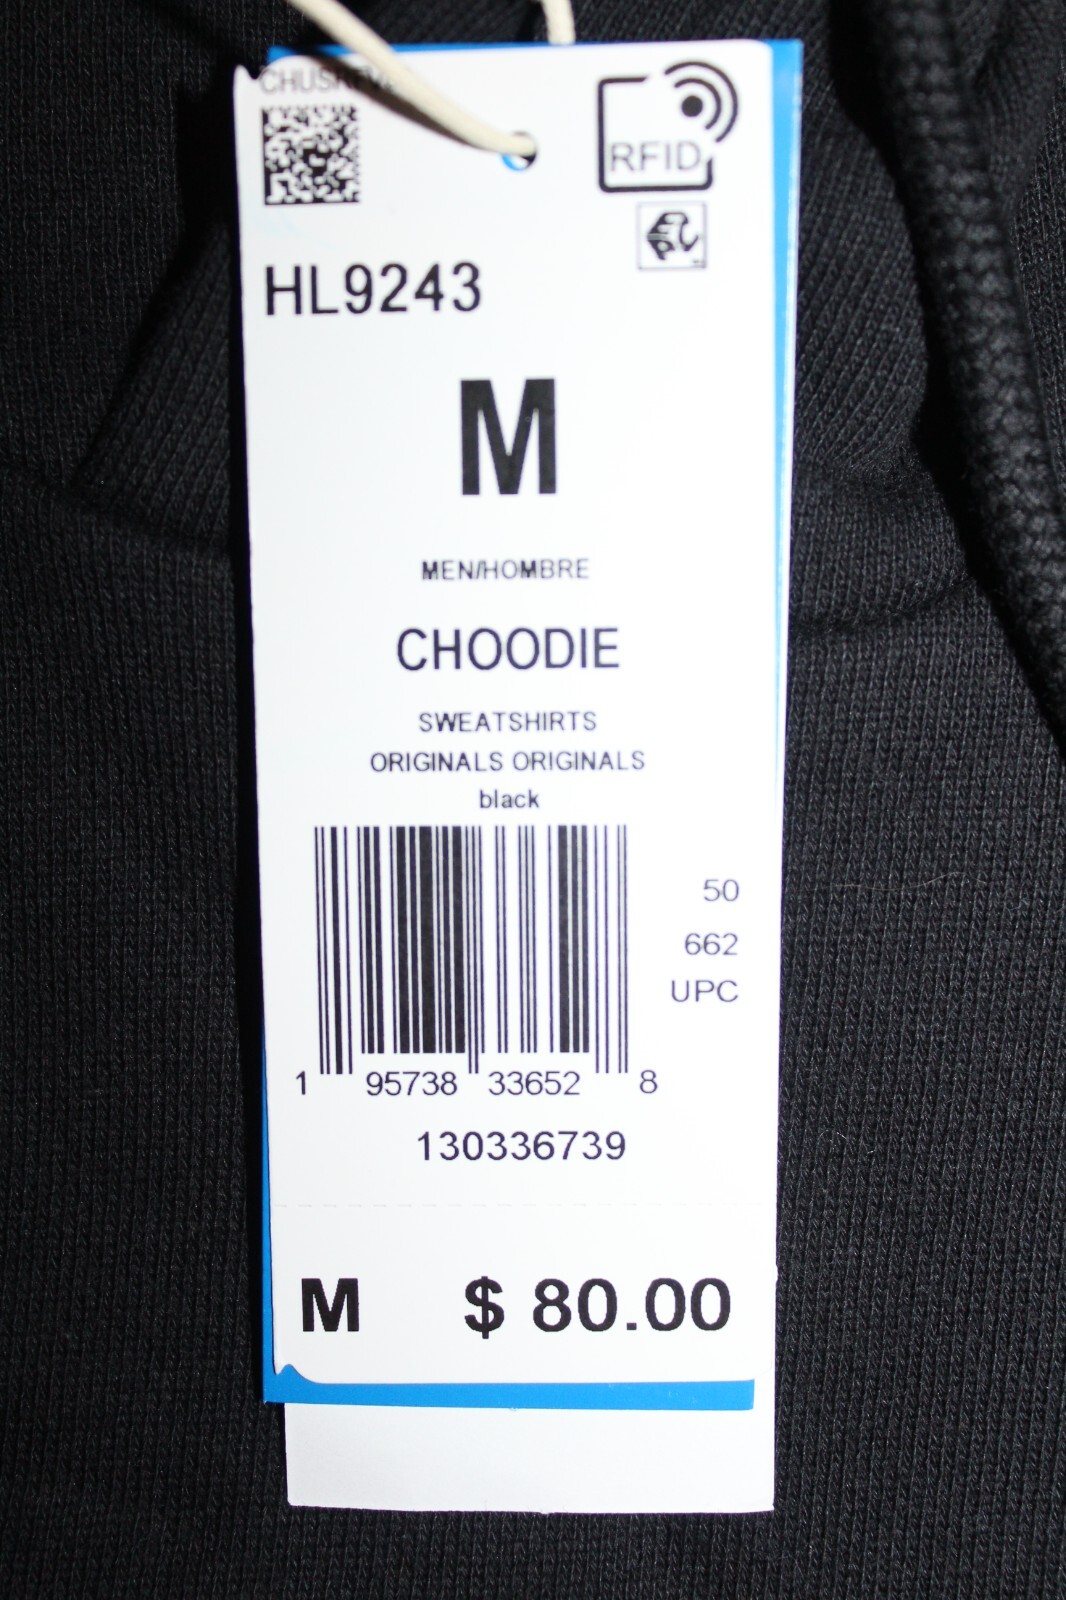 RFID
HL9243
M
MEN/HOMBRE
CHOODIE
SWEATSHIRTS
ORIGINALS ORIGINALS
black
50
662
UPC
1 95738 33652 8
130336739
M $ 80.00